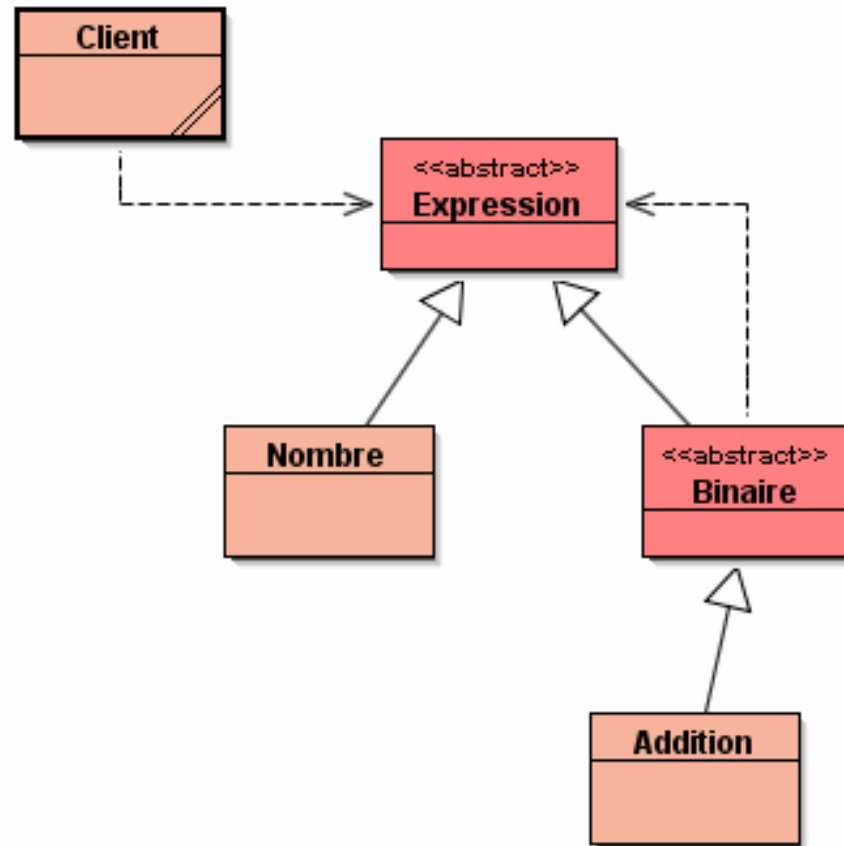 Client
<<abstract>>
Expression
Nombre
<<abstract>>
Binaire
Addition